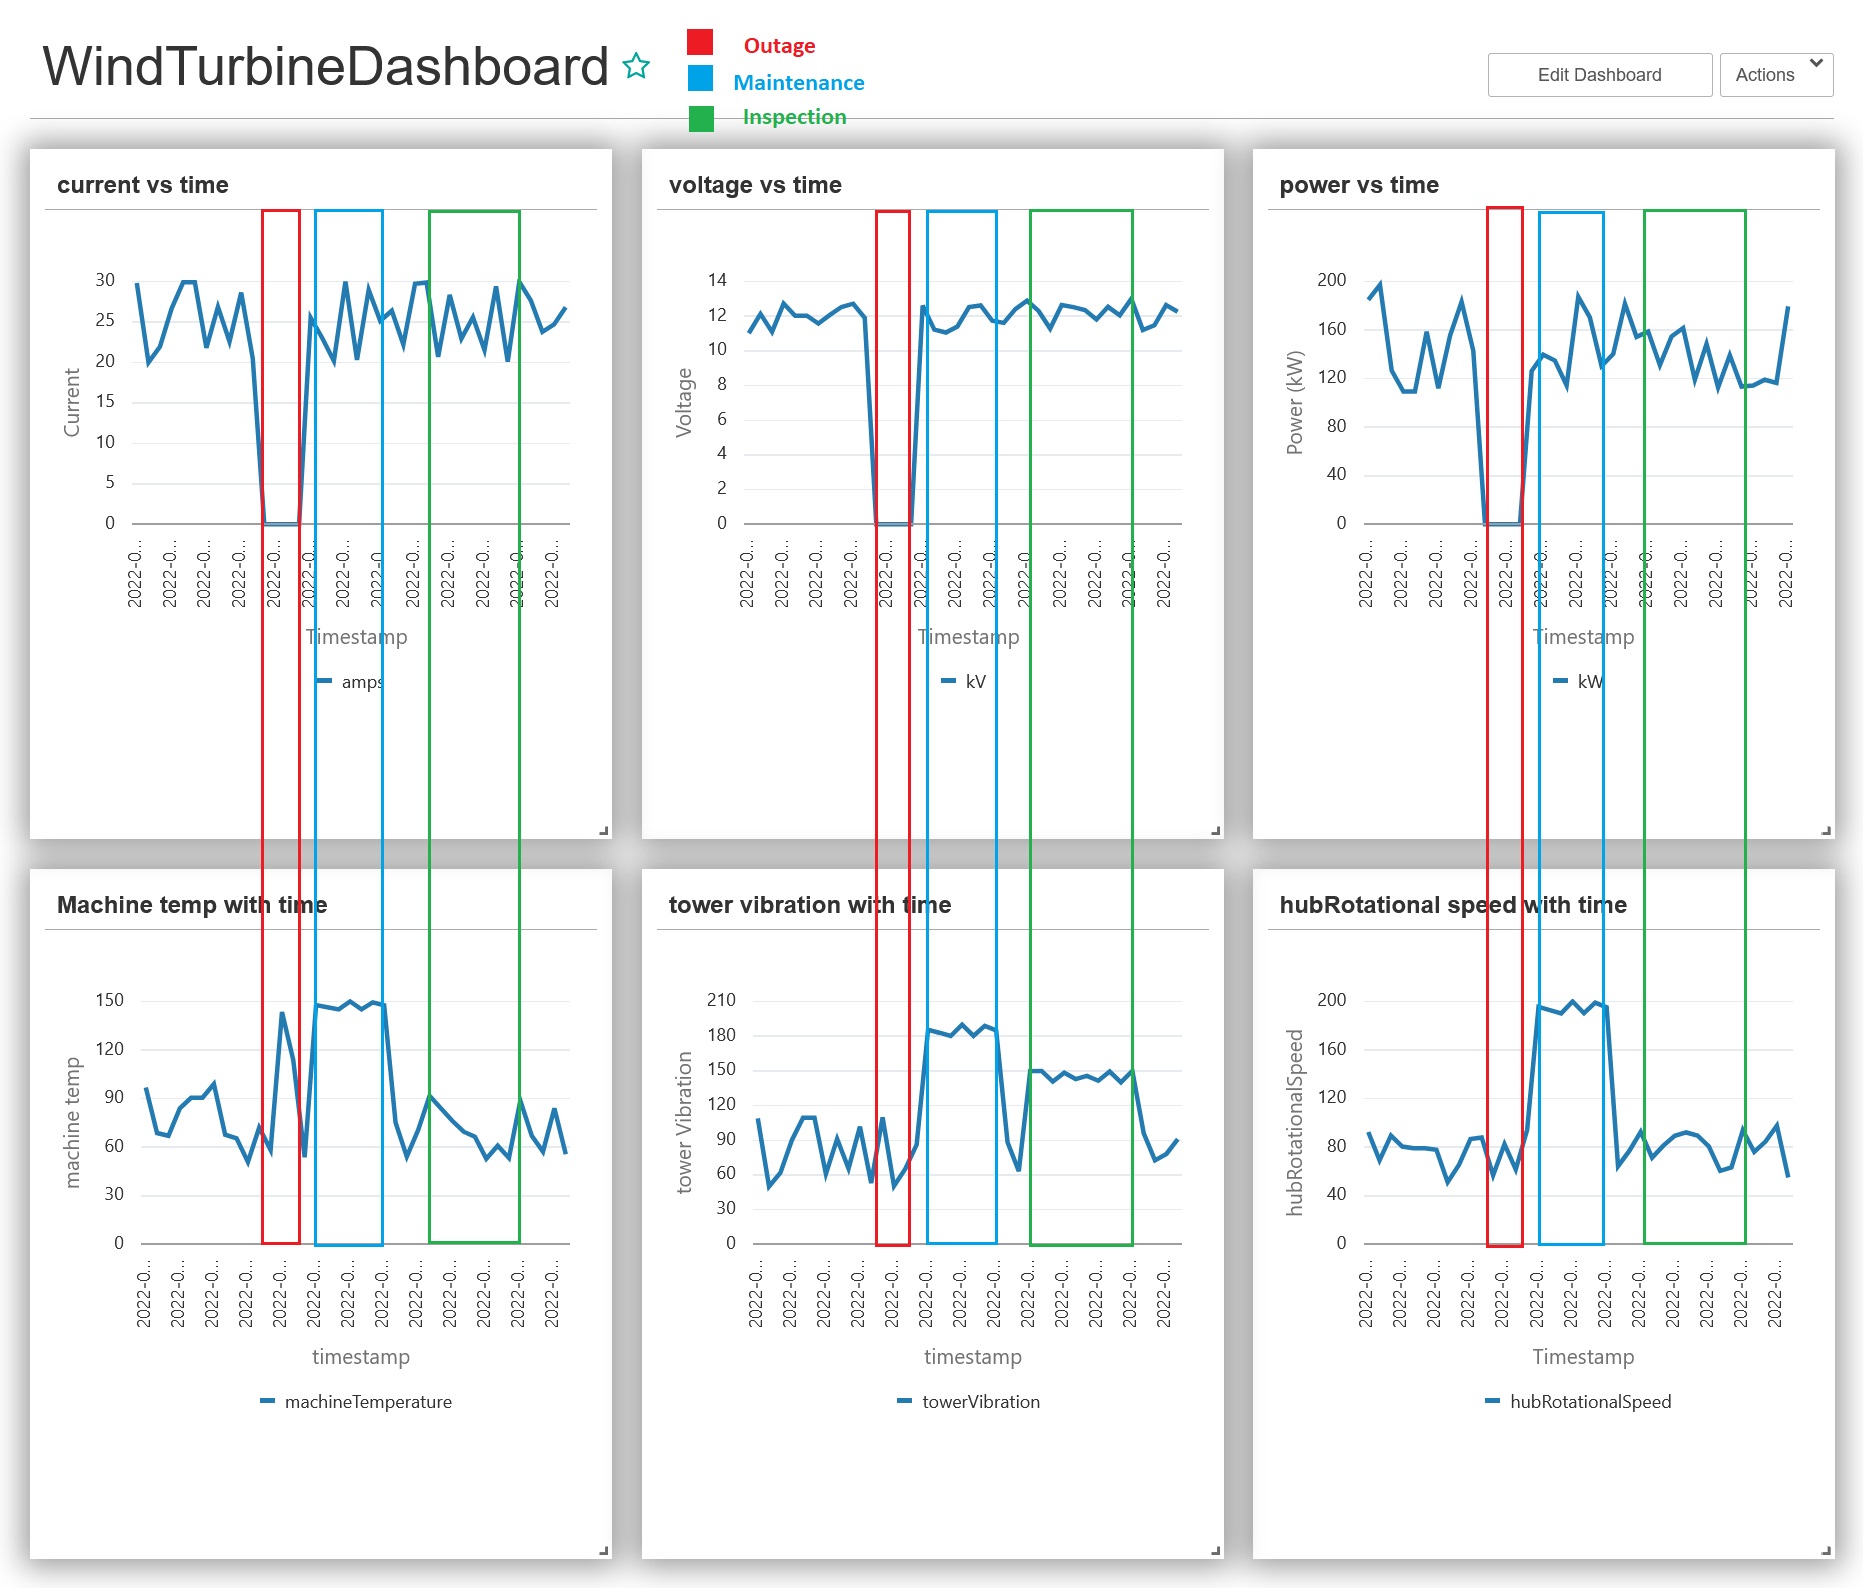 WindTurbineDashboard
Outage
Maintenance
Inspection
Edit Dashboard
Actions
current vs time
30
25
20
15
10
5
0
Current
2022-0... 2022-0... 2022-0... 2022-0... 2022-0... 2022-0... 2022-0... 2022-0... 2022-0... 2022-0... 2022-0... 2022-0... 2022-0...
Timestamp
amps
voltage vs time
14
12
10
8
6
4
2
0
Voltage
2022-0... 2022-0... 2022-0... 2022-0... 2022-0... 2022-0... 2022-0... 2022-0... 2022-0... 2022-0... 2022-0... 2022-0... 2022-0...
Timestamp
kV
power vs time
200
160
120
80
40
0
Power (kW)
2022-0... 2022-0... 2022-0... 2022-0... 2022-0... 2022-0... 2022-0... 2022-0... 2022-0... 2022-0... 2022-0... 2022-0... 2022-0...
Timestamp
kW
Machine temp with time
150
120
90
60
30
0
machine temp
2022-0... 2022-0... 2022-0... 2022-0... 2022-0... 2022-0... 2022-0... 2022-0... 2022-0... 2022-0... 2022-0... 2022-0... 2022-0...
timestamp
machineTemperature
tower vibration with time
210
180
150
120
90
60
30
0
tower Vibration
2022-0... 2022-0... 2022-0... 2022-0... 2022-0... 2022-0... 2022-0... 2022-0... 2022-0... 2022-0... 2022-0... 2022-0... 2022-0...
timestamp
towerVibration
hubRotational speed with time
200
160
120
80
40
0
hubRotationalSpeed
2022-0... 2022-0... 2022-0... 2022-0... 2022-0... 2022-0... 2022-0... 2022-0... 2022-0... 2022-0... 2022-0... 2022-0... 2022-0...
Timestamp
hubRotationalSpeed